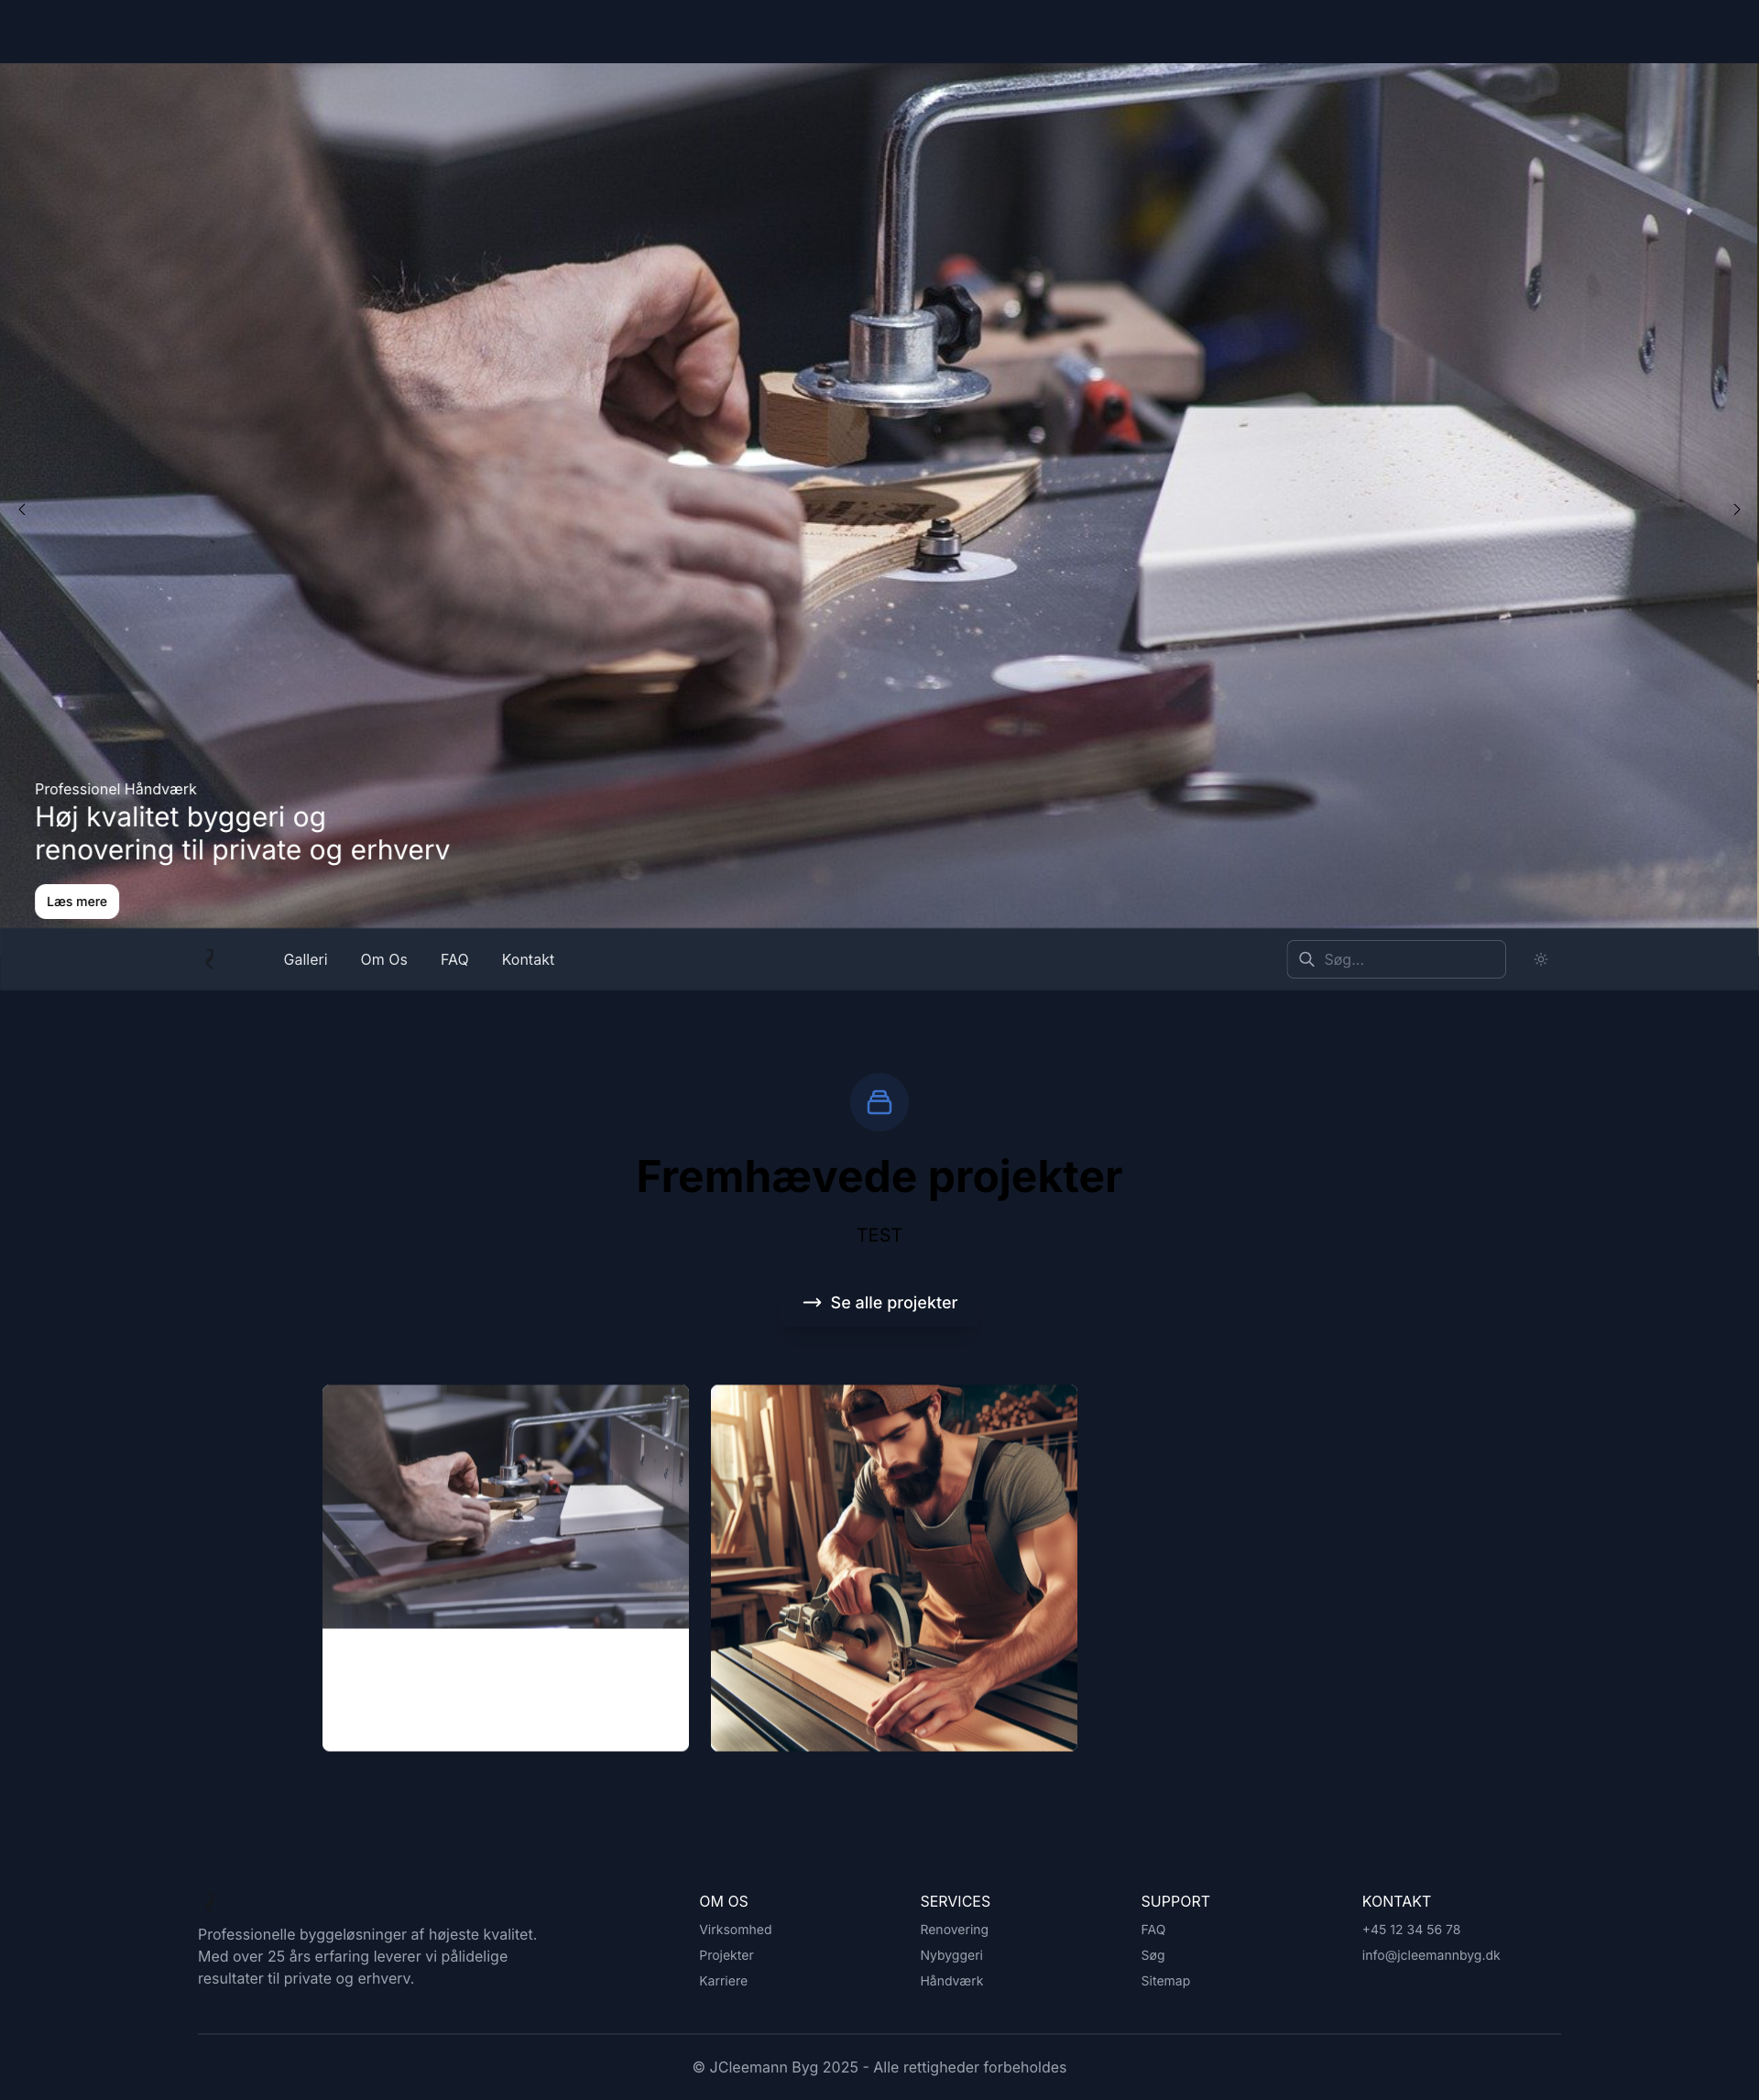 Professionel Håndværk
Høj kvalitet byggeri og
renovering til private og erhverv
Læs mere
Galleri Om Os FAQ Kontakt Søg...
Fremhævede projekter
TEST
Se alle projekter
Professionelle byggeløsninger af højeste kvalitet.
Med over 25 års erfaring leverer vi pålidelige
resultater til private og erhverv.
OM OS
Virksomhed
Projekter
Karriere
SERVICES
Renovering
Nybyggeri
Håndværk
SUPPORT
FAQ
Søg
Sitemap
KONTAKT
+45 12 34 56 78
info@jcleemannbyg.dk
© JCleemann Byg 2025 - Alle rettigheder forbeholdes